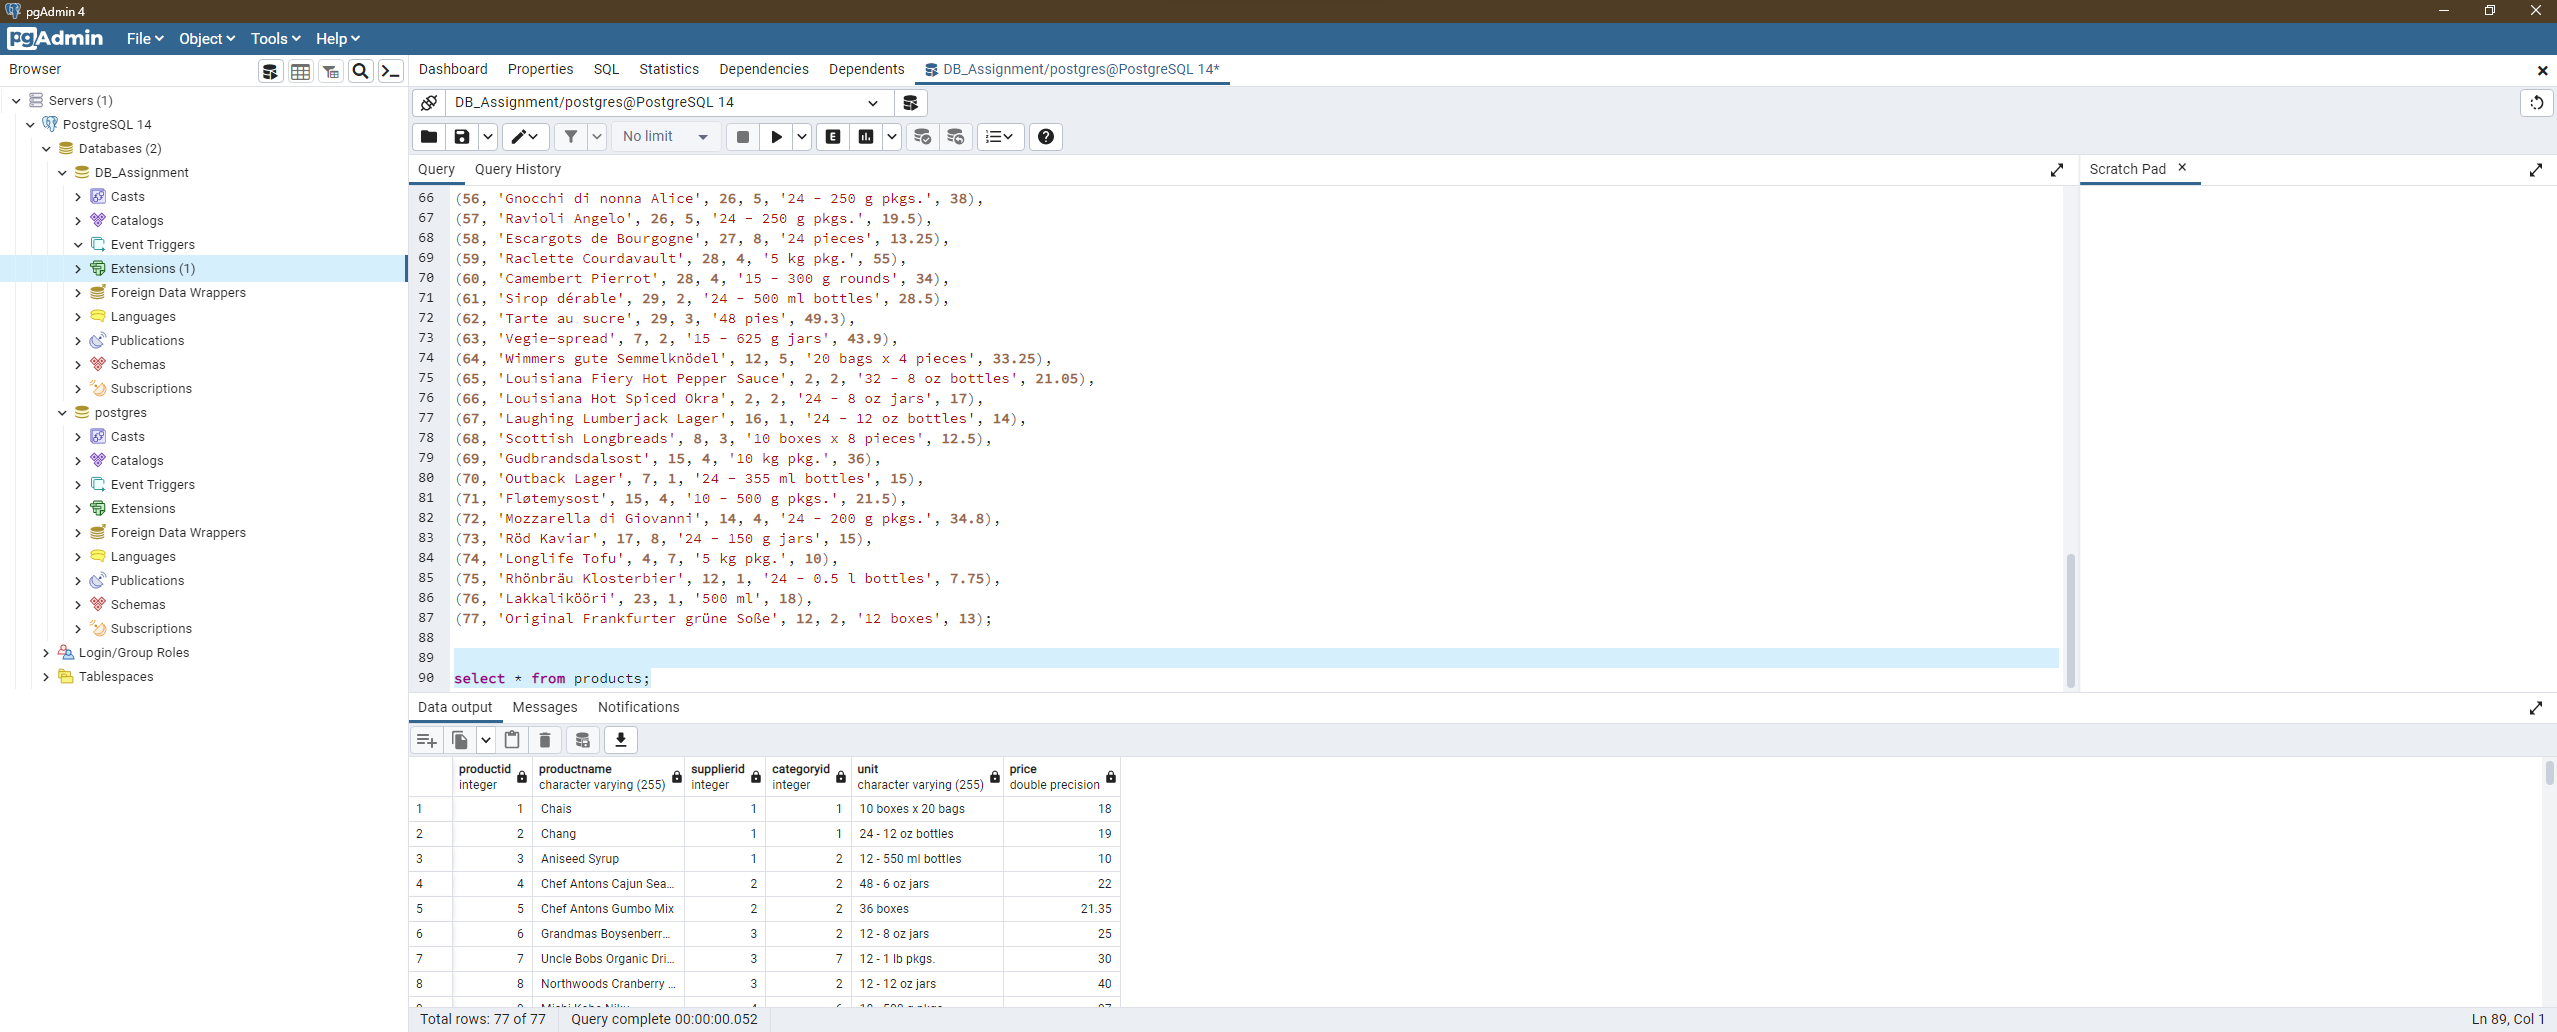 pgAdmin 4
pgAdmin File Object Tools Help
Browser
Dashboard Properties SQL Statistics Dependencies Dependents DB_Assignment/postgres@PostgreSQL 14*
Servers (1)
PostgreSQL 14
Databases (2)
DB_Assignment
Casts
Catalogs
Event Triggers
Extensions (1)
Foreign Data Wrappers
Languages
Publications
Schemas
Subscriptions
postgres
Casts
Catalogs
Event Triggers
Extensions
Foreign Data Wrappers
Languages
Publications
Schemas
Subscriptions
Login/Group Roles
Tablespaces
DB_Assignment/postgres@PostgreSQL 14
No limit
E
Query Query History
Scratch Pad
66 (56, 'Gnocchi di nonna Alice', 26, 5, '24 - 250 g pkgs.', 38),
67 (57, 'Ravioli Angelo', 26, 5, '24 - 250 g pkgs.', 19.5),
68 (58, 'Escargots de Bourgogne', 27, 8, '24 pieces', 13.25),
69 (59, 'Raclette Courdavault', 28, 4, '5 kg pkg.', 55),
70 (60, 'Camembert Pierrot', 28, 4, '15 - 300 g rounds', 34),
71 (61, 'Sirop dérable', 29, 2, '24 - 500 ml bottles', 28.5),
72 (62, 'Tarte au sucre', 29, 3, '48 pies', 49.3),
73 (63, 'Vegie-spread', 7, 2, '15 - 625 g jars', 43.9),
74 (64, 'Wimmers gute Semmelknödel', 12, 5, '20 bags x 4 pieces', 33.25),
75 (65, 'Louisiana Fiery Hot Pepper Sauce', 2, 2, '32 - 8 oz bottles', 21.05),
76 (66, 'Louisiana Hot Spiced Okra', 2, 2, '24 - 8 oz jars', 17),
77 (67, 'Laughing Lumberjack Lager', 16, 1, '24 - 12 oz bottles', 14),
78 (68, 'Scottish Longbreads', 8, 3, '10 boxes x 8 pieces', 12.5),
79 (69, 'Gudbrandsdalsost', 15, 4, '10 kg pkg.', 36),
80 (70, 'Outback Lager', 7, 1, '24 - 355 ml bottles', 15),
81 (71, 'Fløtemysost', 15, 4, '10 - 500 g pkgs.', 21.5),
82 (72, 'Mozzarella di Giovanni', 14, 4, '24 - 200 g pkgs.', 34.8),
83 (73, 'Röd Kaviar', 17, 8, '24 - 150 g jars', 15),
84 (74, 'Longlife Tofu', 4, 7, '5 kg pkg.', 10),
85 (75, 'Rhönbräu Klosterbier', 12, 1, '24 - 0.5 l bottles', 7.75),
86 (76, 'Lakkalikööri', 23, 1, '500 ml', 18),
87 (77, 'Original Frankfurter grüne Soße', 12, 2, '12 boxes', 13);
88
89
90 select * from products;
Data output Messages Notifications
productid productname supplierid categoryid unit price
integer character varying (255) integer integer character varying (255) double precision
1 1 Chais 1 1 10 boxes x 20 bags 18
2 2 Chang 1 1 24 - 12 oz bottles 19
3 3 Aniseed Syrup 1 2 12 - 550 ml bottles 10
4 4 Chef Antons Cajun Sea... 2 2 48 - 6 oz jars 22
5 5 Chef Antons Gumbo Mix 2 2 36 boxes 21.35
6 6 Grandmas Boysenberr... 3 2 12 - 8 oz jars 25
7 7 Uncle Bobs Organic Dri... 3 7 12 - 1 lb pkgs. 30
8 8 Northwoods Cranberry ... 3 2 12 - 12 oz jars 40
Total rows: 77 of 77 Query complete 00:00:00.052 Ln 89, Col 1